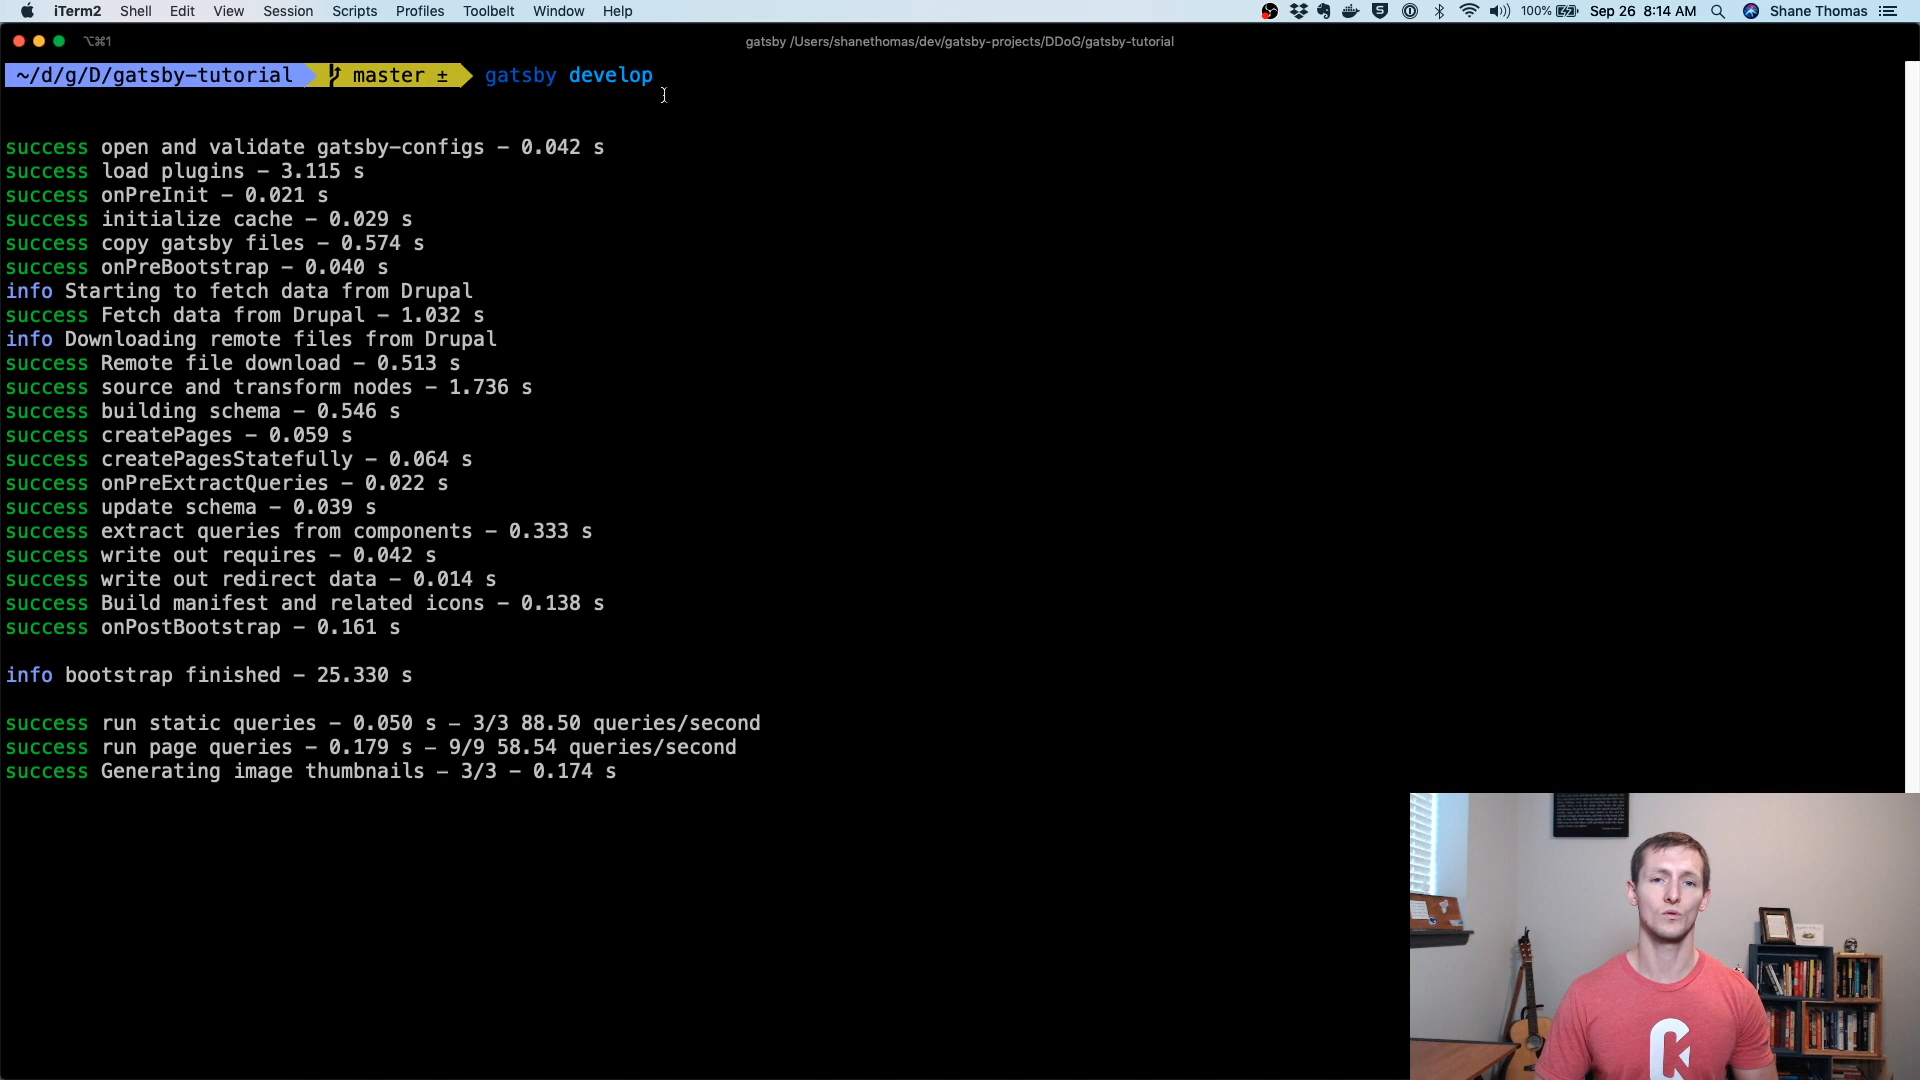 iTerm2 Shell Edit View Session Scripts Profiles Toolbelt Window Help 100% Sep 26 8:14 AM Shane Thomas
⌥⌘1 gatsby /Users/shanethomas/dev/gatsby-projects/DDoG/gatsby-tutorial
~/d/g/D/gatsby-tutorial master ± gatsby develop
success open and validate gatsby-configs — 0.042 s
success load plugins — 3.115 s
success onPreInit — 0.021 s
success initialize cache — 0.029 s
success copy gatsby files — 0.574 s
success onPreBootstrap — 0.040 s
info Starting to fetch data from Drupal
success Fetch data from Drupal — 1.032 s
info Downloading remote files from Drupal
success Remote file download — 0.513 s
success source and transform nodes — 1.736 s
success building schema — 0.546 s
success createPages — 0.059 s
success createPagesStatefully — 0.064 s
success onPreExtractQueries — 0.022 s
success update schema — 0.039 s
success extract queries from components — 0.333 s
success write out requires — 0.042 s
success write out redirect data — 0.014 s
success Build manifest and related icons — 0.138 s
success onPostBootstrap — 0.161 s
info bootstrap finished — 25.330 s
success run static queries — 0.050 s — 3/3 88.50 queries/second
success run page queries — 0.179 s — 9/9 58.54 queries/second
success Generating image thumbnails — 3/3 — 0.174 s